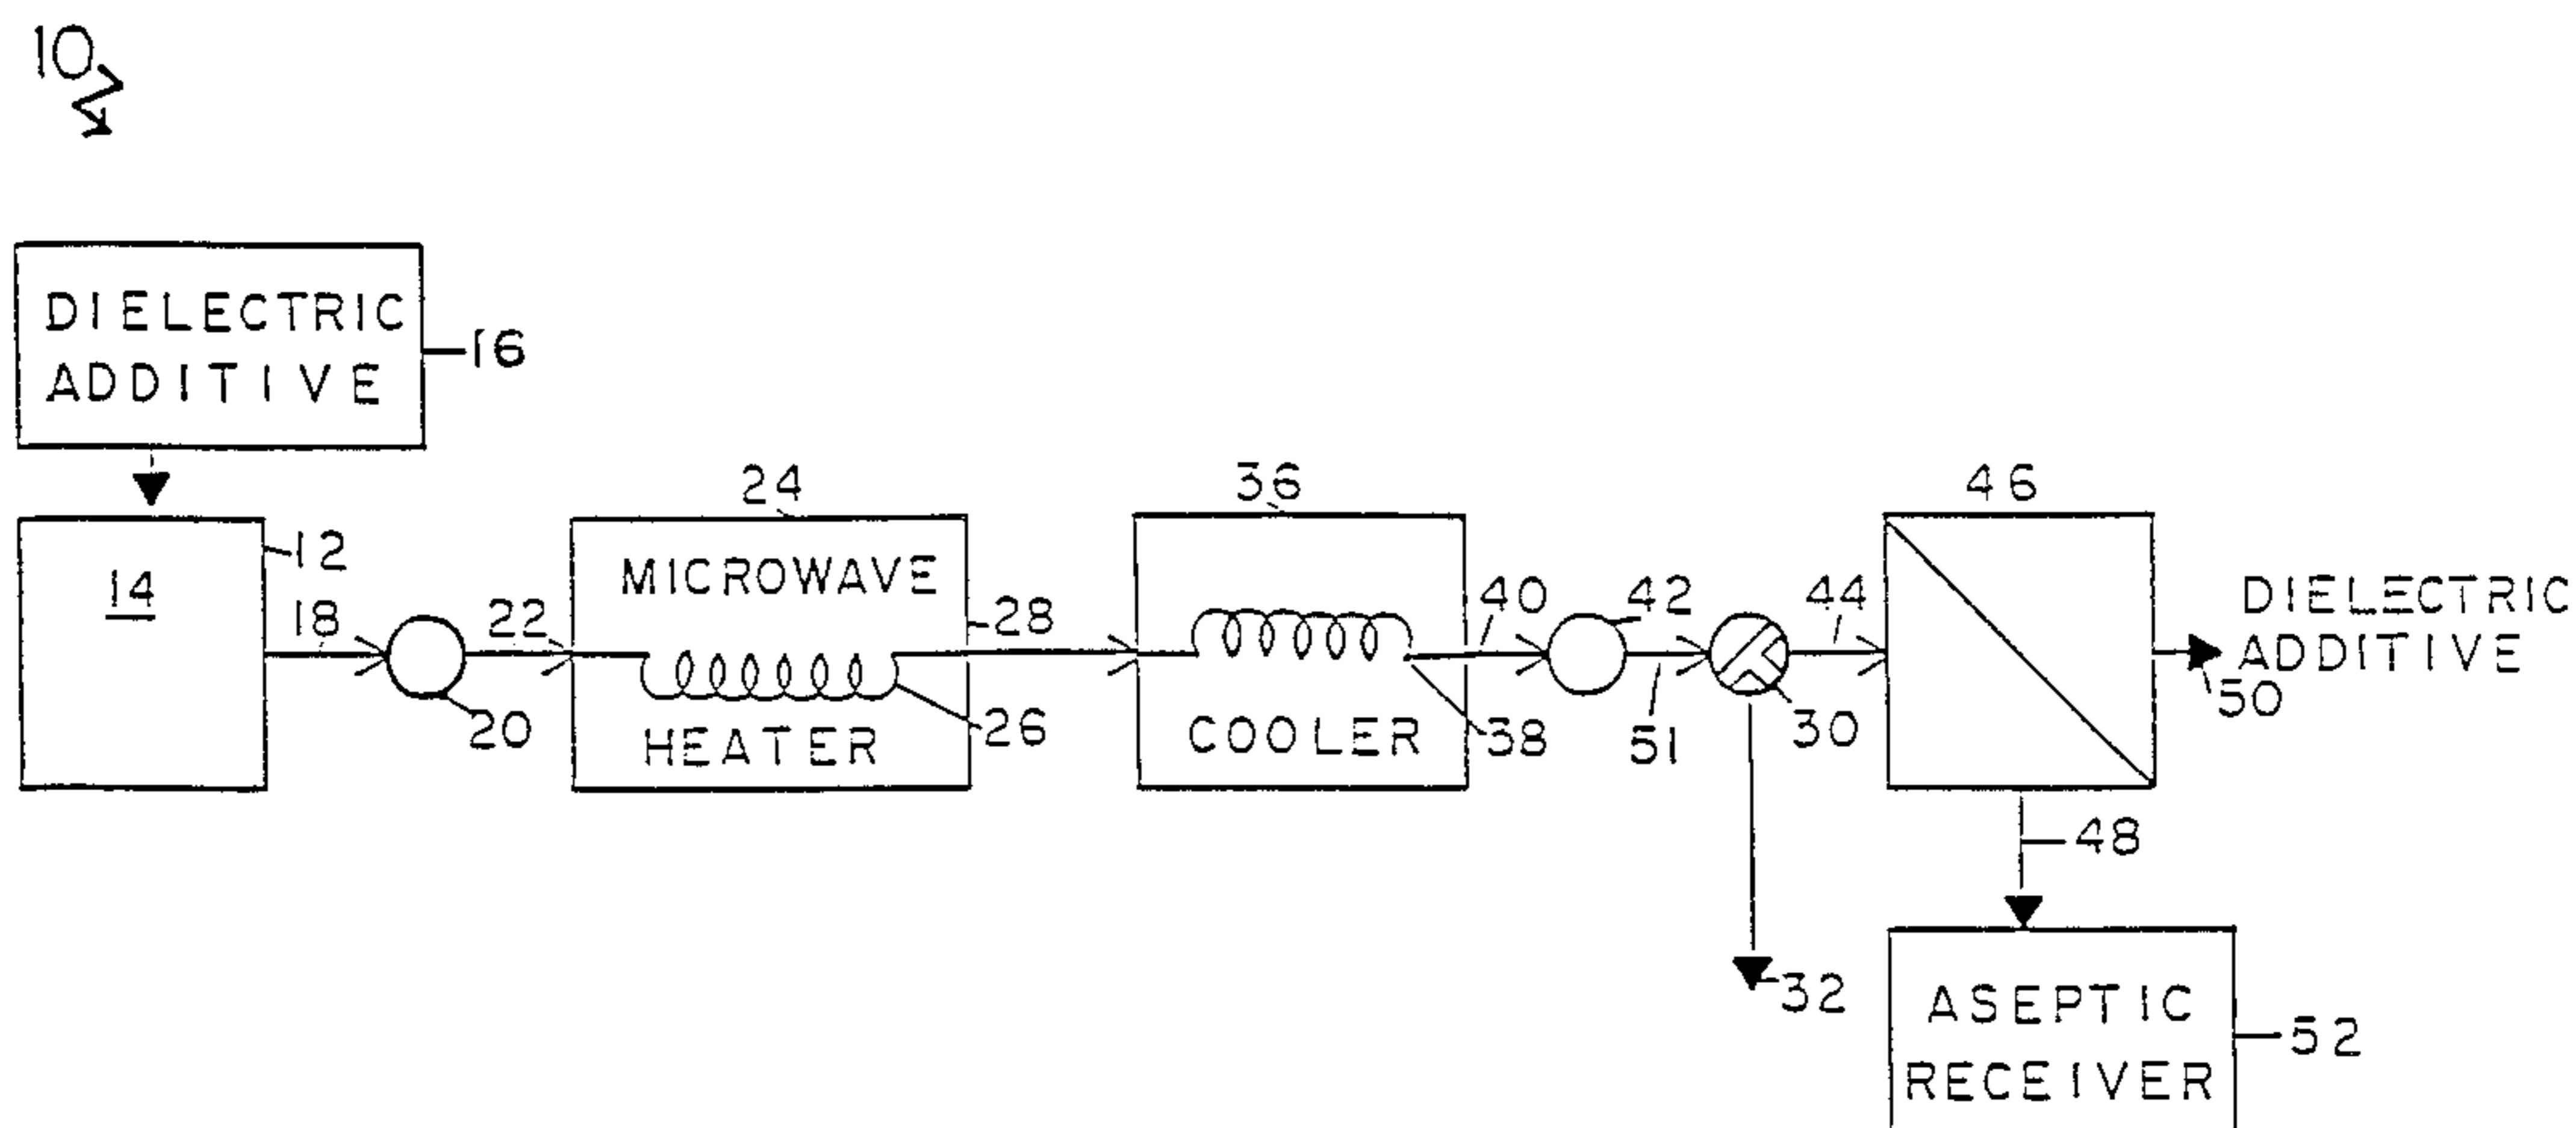 10
DIELECTRIC
ADDITIVE
16
24
36
46
12
14
MICROWAVE
18
22
28
40
42
44
DIELECTRIC
ADDITIVE
50
20
HEATER
26
COOLER
38
51
30
48
32
ASEPTIC
RECEIVER
52